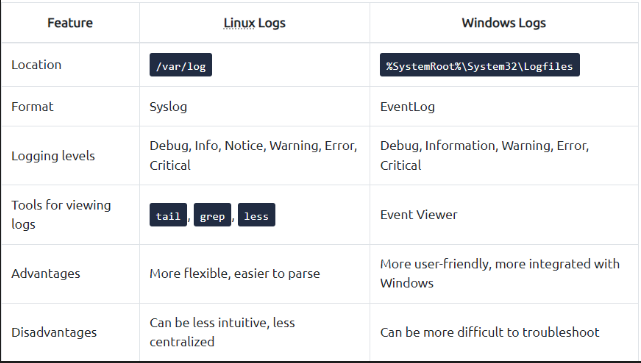 Feature Linux Logs Windows Logs
Location /var/log %SystemRoot%\System32\Logfiles
Format Syslog EventLog
Logging levels
Debug, Info, Notice, Warning, Error,
Critical
Debug, Information, Warning, Error,
Critical
Tools for viewing
logs
tail, grep, less
Event Viewer
Advantages
More flexible, easier to parse
More user-friendly, more integrated with
Windows
Disadvantages
Can be less intuitive, less
centralized
Can be more difficult to troubleshoot